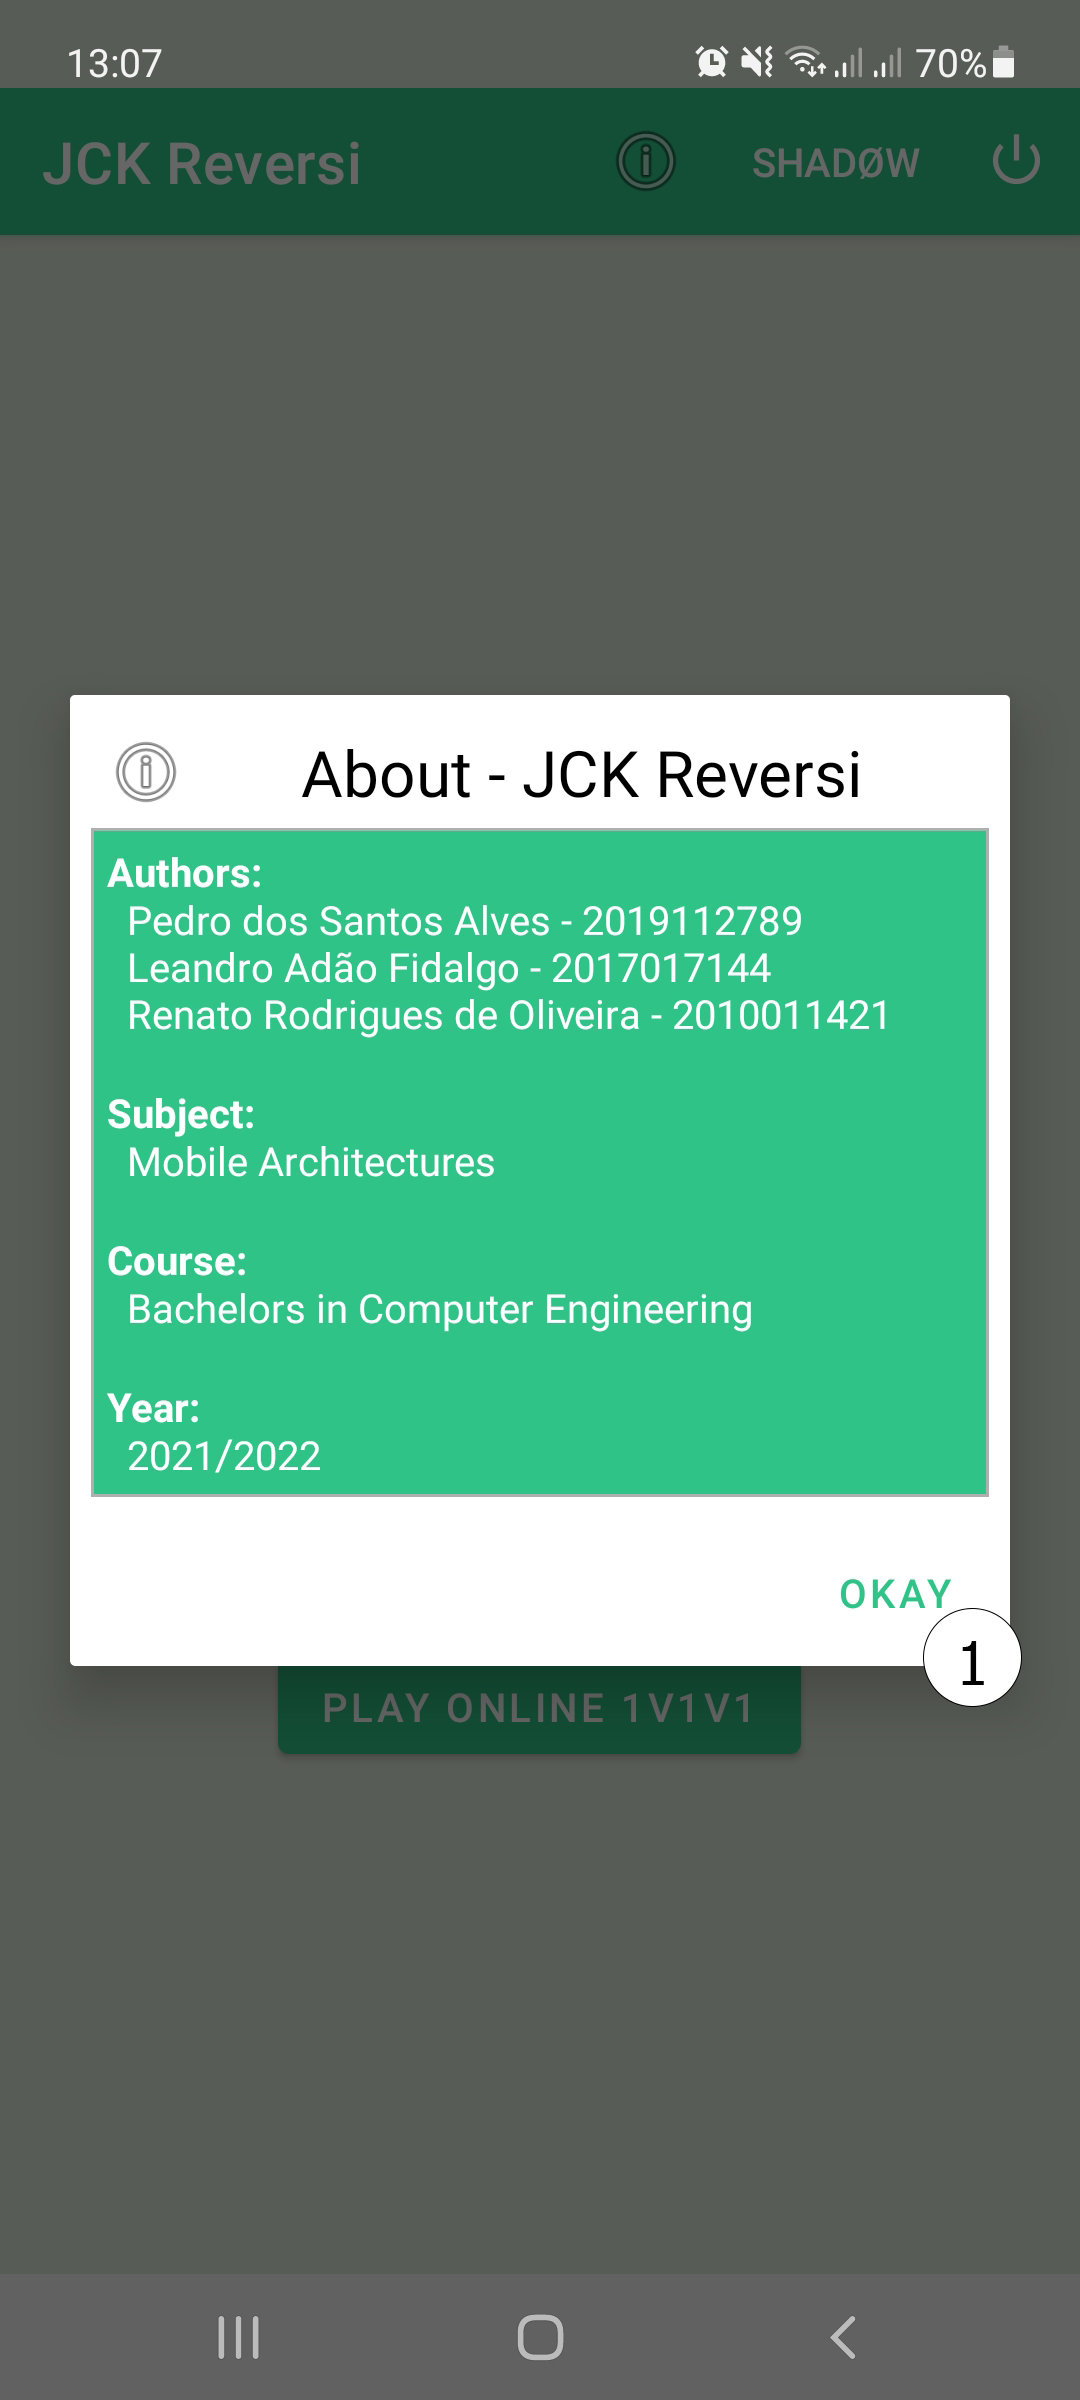 13:07
70%
JCK Reversi
SHADØW
About - JCK Reversi
Authors:
Pedro dos Santos Alves - 2019112789
Leandro Adão Fidalgo - 2017017144
Renato Rodrigues de Oliveira - 2010011421
Subject:
Mobile Architectures
Course:
Bachelors in Computer Engineering
Year:
2021/2022
OKAY
1
PLAY ONLINE 1V1V1